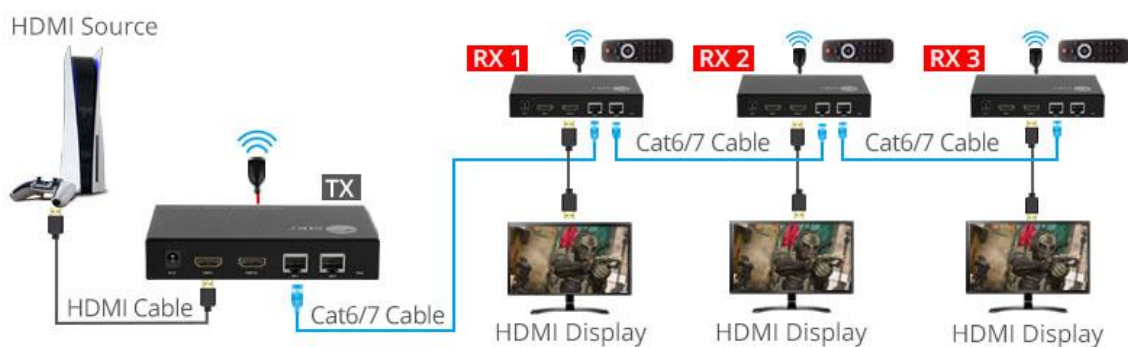 HDMI Source
RX 1
RX 2
RX 3
Cat6/7 Cable
Cat6/7 Cable
TX
HDMI Cable
Cat6/7 Cable
HDMI Display
HDMI Display
HDMI Display